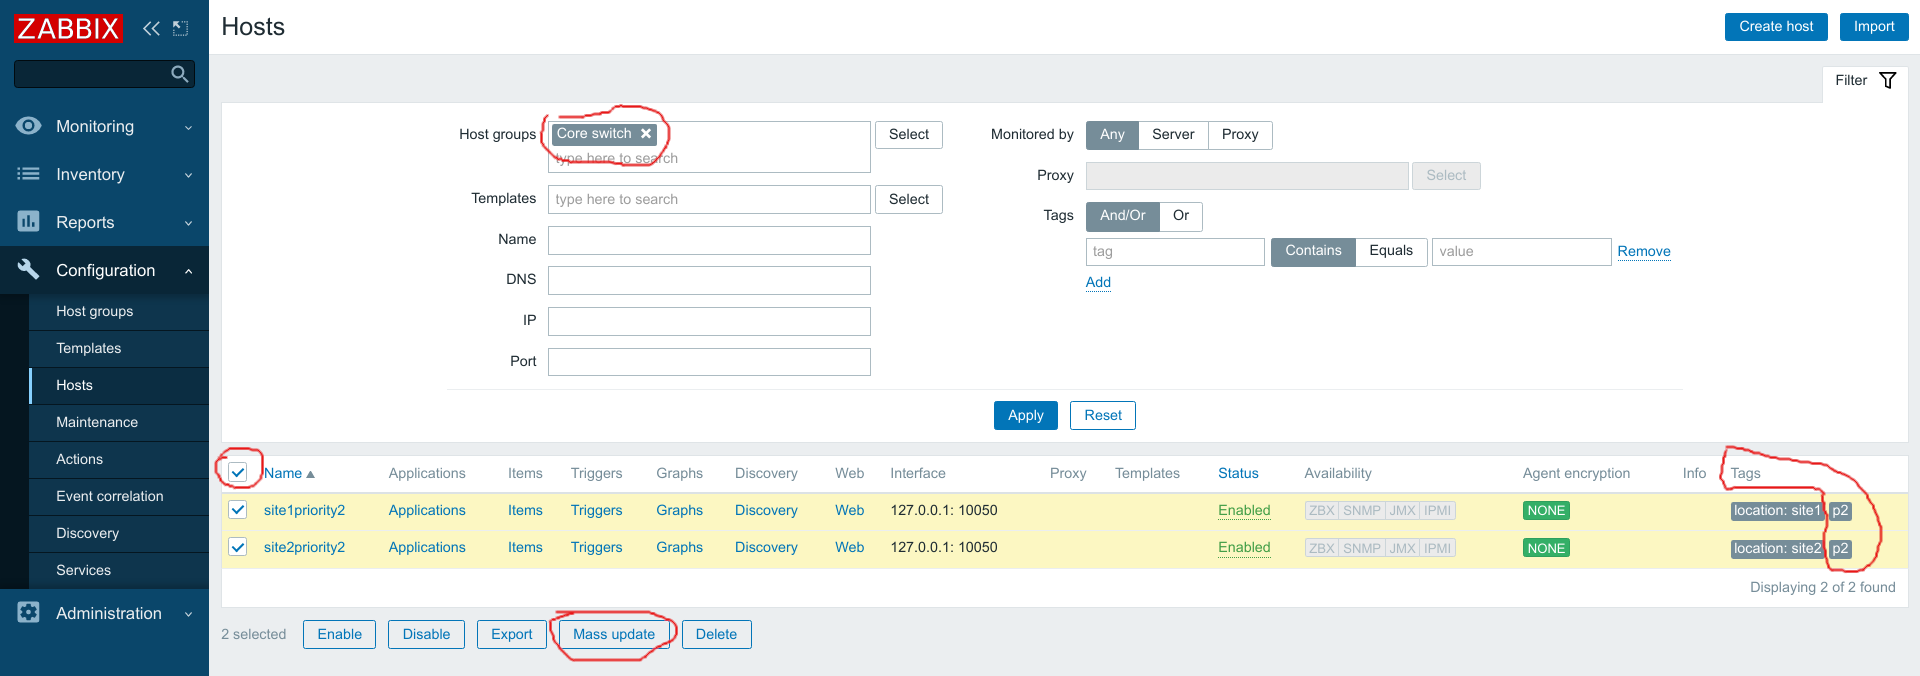 ZABBIX
Hosts
Create host Import
Filter
Monitoring
Inventory
Reports
Configuration
Host groups
Templates
Hosts
Maintenance
Actions
Event correlation
Discovery
Services
Administration
Host groups Core switch Select
type here to search
Templates type here to search Select
Name
DNS
IP
Port
Monitored by Any Server Proxy
Proxy Select
Tags And/Or Or
tag Contains Equals value Remove
Add
Apply Reset
Name Applications Items Triggers Graphs Discovery Web Interface Proxy Templates Status Availability Agent encryption Info Tags
site1priority2 Applications Items Triggers Graphs Discovery Web 127.0.0.1: 10050 Enabled ZBX SNMP JMX IPMI NONE location: site1 p2
site2priority2 Applications Items Triggers Graphs Discovery Web 127.0.0.1: 10050 Enabled ZBX SNMP JMX IPMI NONE location: site2 p2
Displaying 2 of 2 found
2 selected Enable Disable Export Mass update Delete